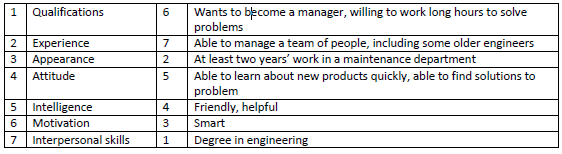 1 Qualifications 6 Wants to become a manager, willing to work long hours to solve
problems
2 Experience 7 Able to manage a team of people, including some older engineers
3 Appearance 2 At least two years' work in a maintenance department
4 Attitude 5 Able to learn about new products quickly, able to find solutions to
problem
5 Intelligence 4 Friendly, helpful
6 Motivation 3 Smart
7 Interpersonal skills 1 Degree in engineering